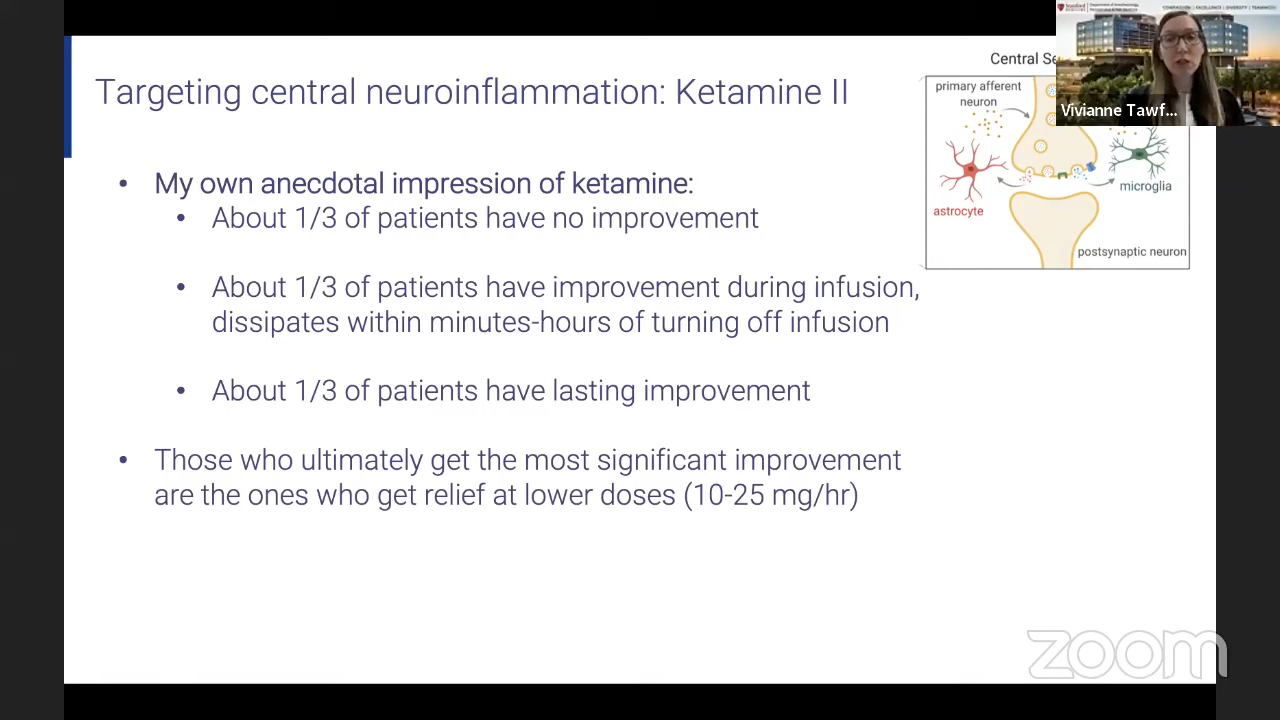 Targeting central neuroinflammation: Ketamine II
• My own anecdotal impression of ketamine:
• About 1/3 of patients have no improvement
• About 1/3 of patients have improvement during infusion,
dissipates within minutes-hours of turning off infusion
• About 1/3 of patients have lasting improvement
• Those who ultimately get the most significant improvement
are the ones who get relief at lower doses (10-25 mg/hr)
Central Se
primary afferent
neuron
astrocyte
microglia
postsynaptic neuron
Stanford
Vivianne Tawf...
zoom